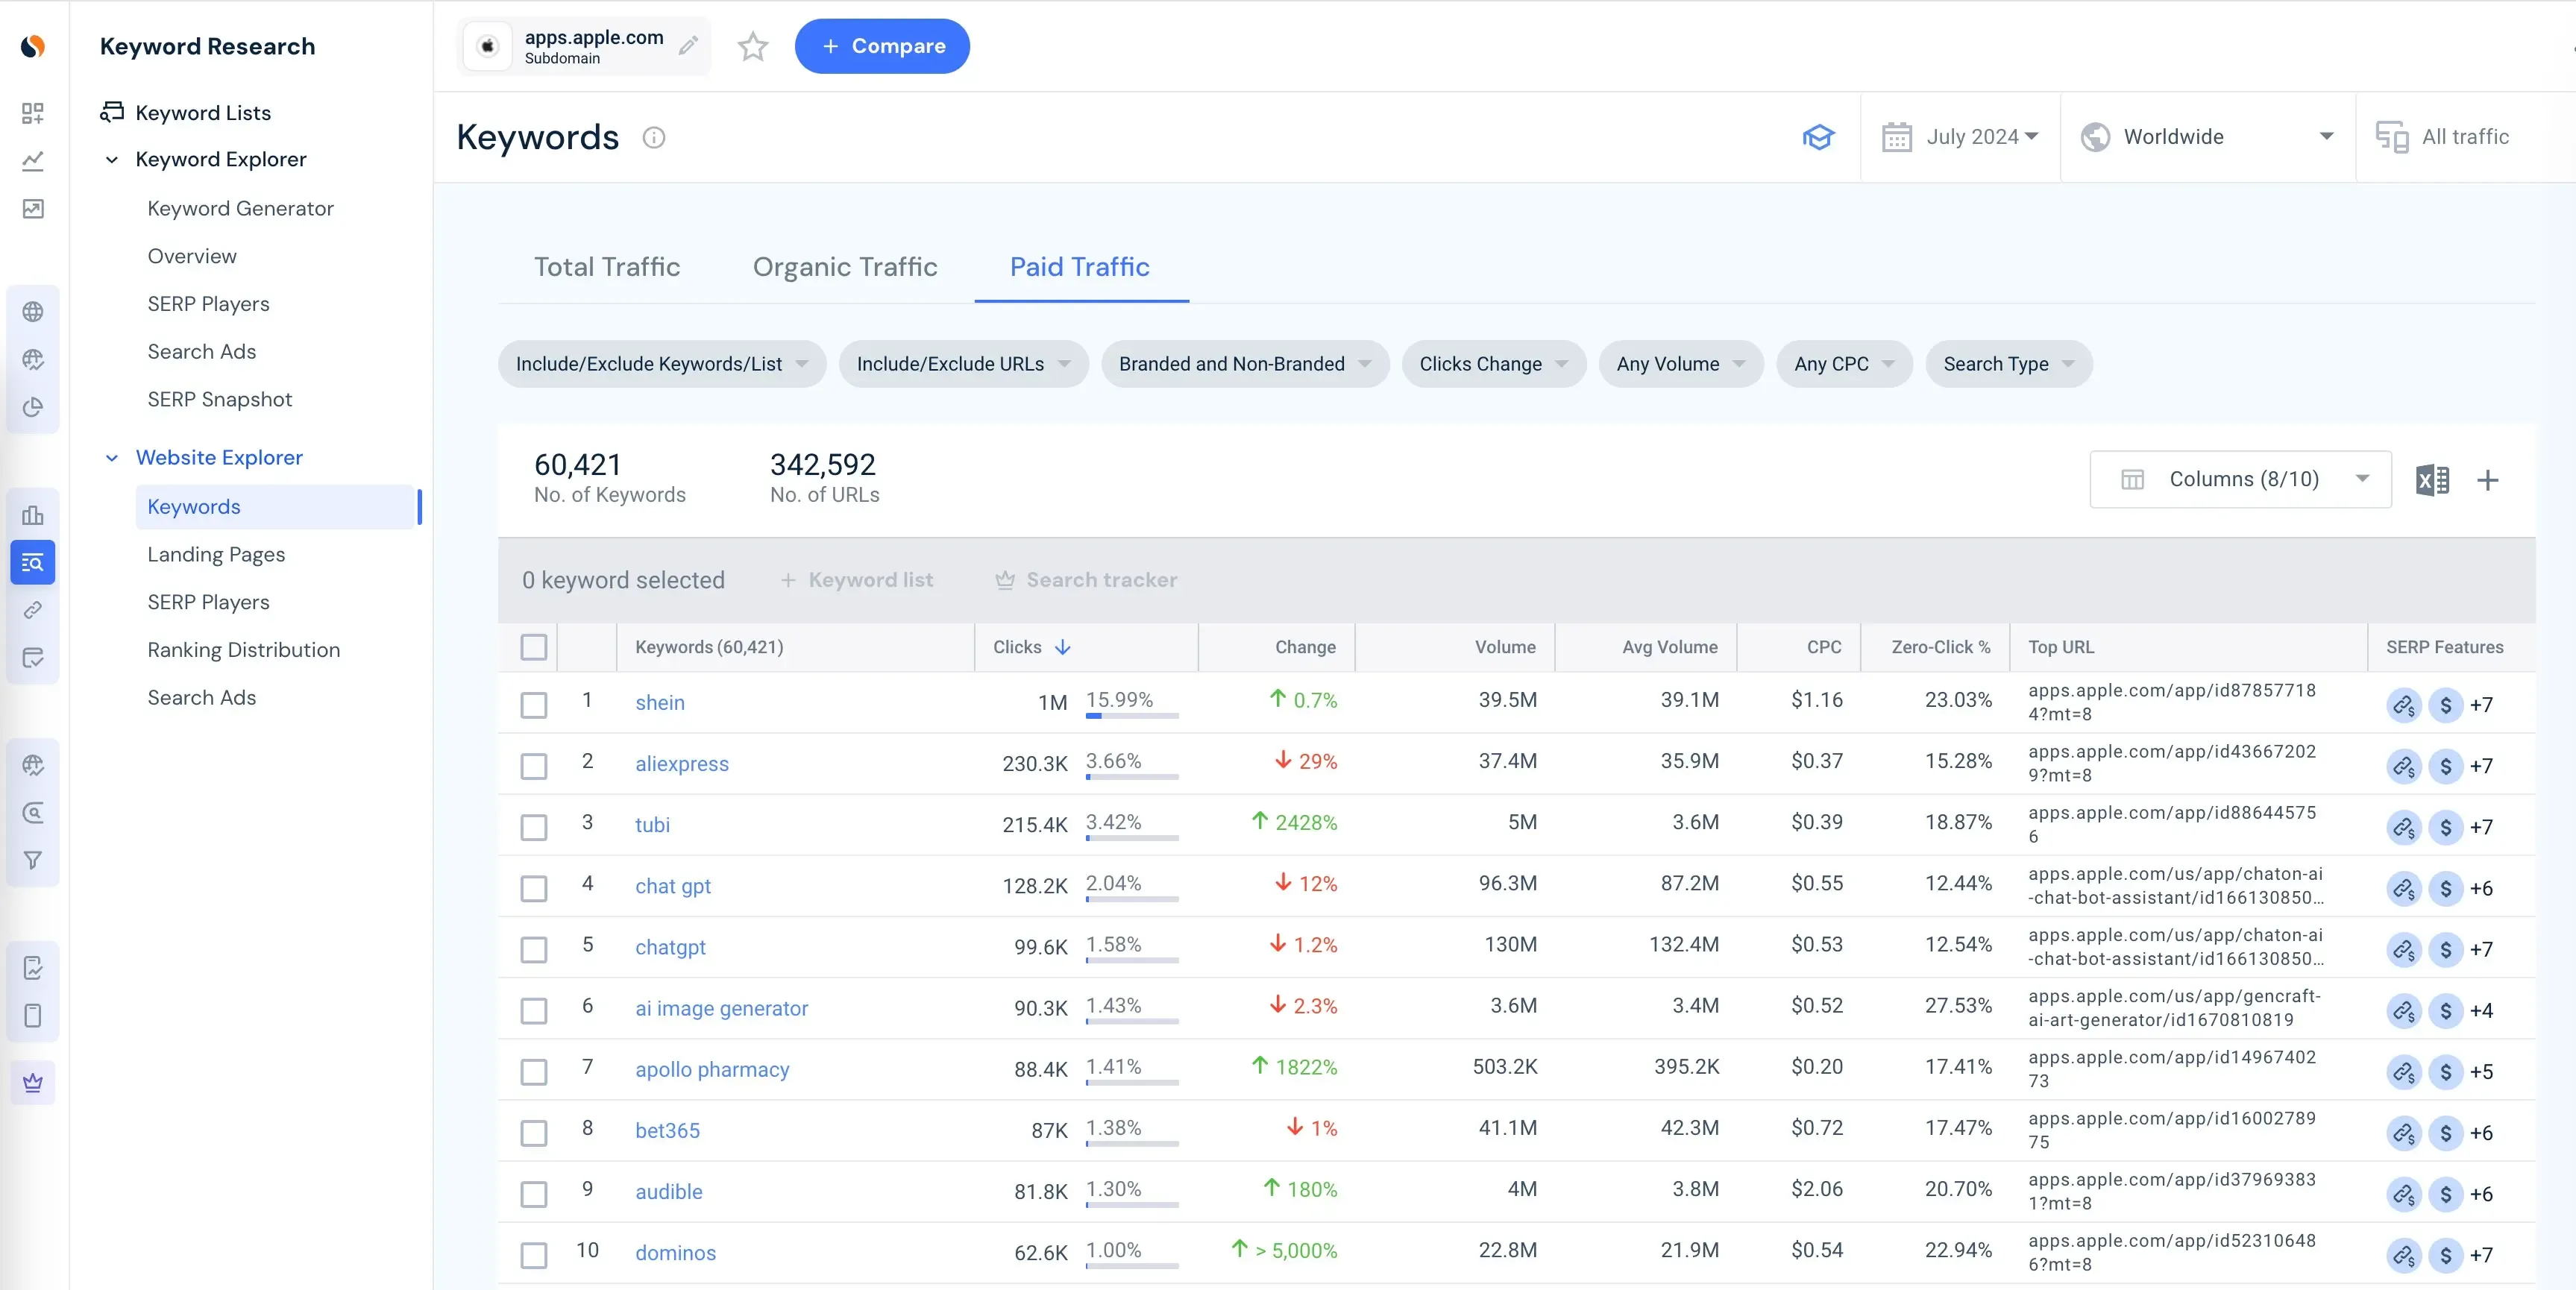 Keyword Research
Keyword Lists
Keyword Explorer
Keyword Generator
Overview
SERP Players
Search Ads
SERP Snapshot
Website Explorer
Keywords
Landing Pages
SERP Players
Ranking Distribution
Search Ads
apps.apple.com
Subdomain
+ Compare
Keywords
July 2024
Worldwide
All traffic
Total Traffic Organic Traffic Paid Traffic
Include/Exclude Keywords/List Include/Exclude URLs Branded and Non-Branded Clicks Change Any Volume Any CPC Search Type
60,421 342,592
No. of Keywords No. of URLs
Columns (8/10)
0 keyword selected + Keyword list Search tracker
Keywords (60,421) Clicks Change Volume Avg Volume CPC Zero-Click % Top URL SERP Features
1 shein 1M 15.99% 0.7% 39.5M 39.1M $1.16 23.03% apps.apple.com/app/id87857718 $ +7
4?mt=8
2 aliexpress 230.3K 3.66% 29% 37.4M 35.9M $0.37 15.28% apps.apple.com/app/id43667202 $ +7
9?mt=8
3 tubi 215.4K 3.42% 2428% 5M 3.6M $0.39 18.87% apps.apple.com/app/id88644575 $ +7
6
4 chat gpt 128.2K 2.04% 12% 96.3M 87.2M $0.55 12.44% apps.apple.com/us/app/chaton-ai $ +6
-chat-bot-assistant/id166130850...
5 chatgpt 99.6K 1.58% 1.2% 130M 132.4M $0.53 12.54% apps.apple.com/us/app/chaton-ai $ +7
-chat-bot-assistant/id166130850...
6 ai image generator 90.3K 1.43% 2.3% 3.6M 3.4M $0.52 27.53% apps.apple.com/us/app/gencraft- $ +4
ai-art-generator/id1670810819
7 apollo pharmacy 88.4K 1.41% 1822% 503.2K 395.2K $0.20 17.41% apps.apple.com/app/id14967402 $ +5
73
8 bet365 87K 1.38% 1% 41.1M 42.3M $0.72 17.47% apps.apple.com/app/id16002789 $ +6
75
9 audible 81.8K 1.30% 180% 4M 3.8M $2.06 20.70% apps.apple.com/app/id37969383 $ +6
1?mt=8
10 dominos 62.6K 1.00% > 5,000% 22.8M 21.9M $0.54 22.94% apps.apple.com/app/id52310648 $ +7
6?mt=8